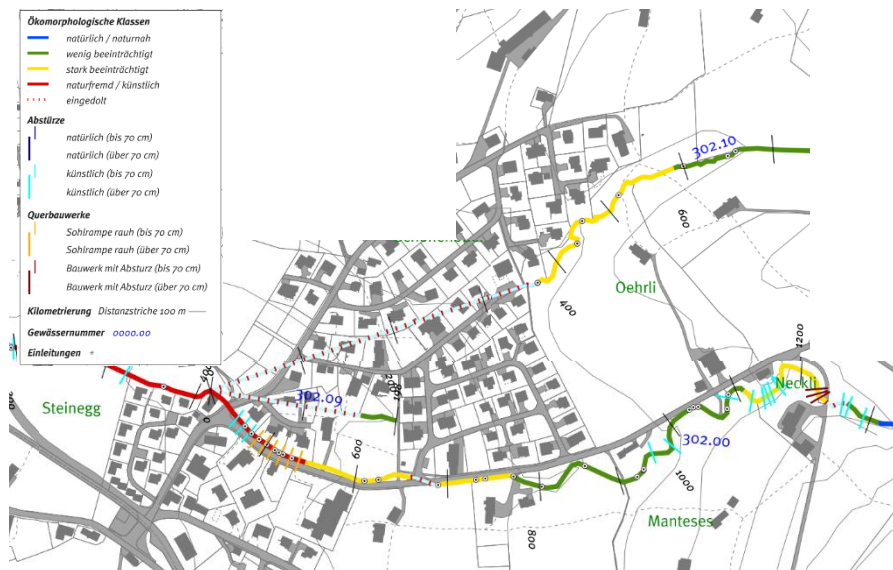 Ökomorphologische Klassen
natürlich / naturnah
wenig beeinträchtigt
stark beeinträchtigt
naturfremd / künstlich
eingedolt
Abstürze
natürlich (bis 70 cm)
natürlich (über 70 cm)
künstlich (bis 70 cm)
künstlich (über 70 cm)
Querbauwerke
Sohlrampe rauh (bis 70 cm)
Sohlrampe rauh (über 70 cm)
Bauwerk mit Absturz (bis 70 cm)
Bauwerk mit Absturz (über 70 cm)
Kilometrierung Distanzstriche 100 m
Gewässernummer 0000.00
Einleitungen
302.10
600
Oehrli
400
1200
Neckli
302.09
Steinegg
0
600
302.00
1000
Manteses
800